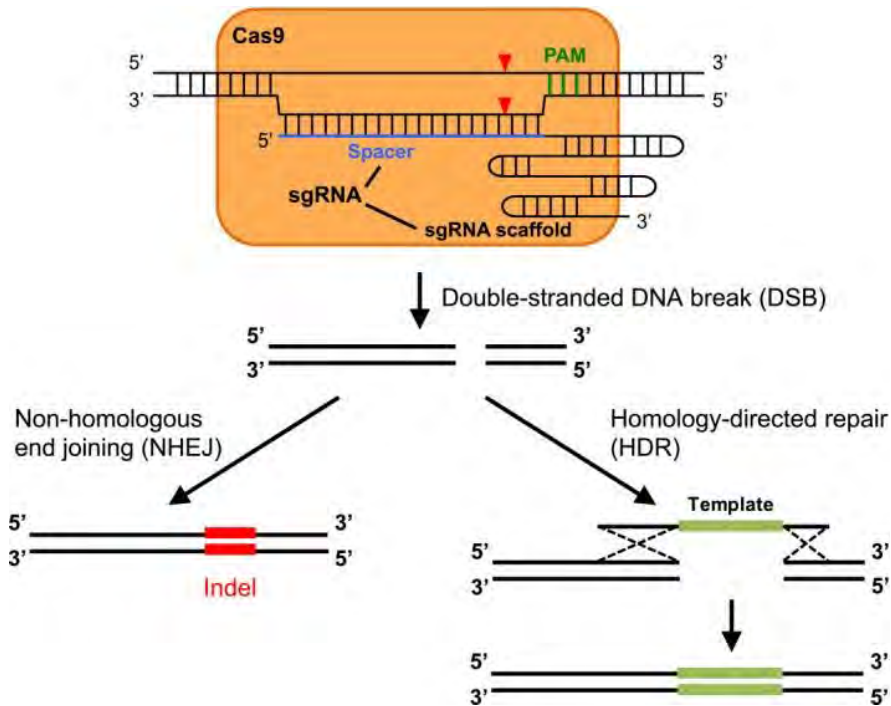 Cas9
PAM
5’
3’
3’
5’
5’
Spacer
sgRNA
sgRNA scaffold
3’
Double-stranded DNA break (DSB)
5’
3’
3’
5’
Non-homologous
end joining (NHEJ)
Homology-directed repair
(HDR)
Template
5’
3’
3’
5’
Indel
5’
3’
3’
5’
5’
3’
3’
5’